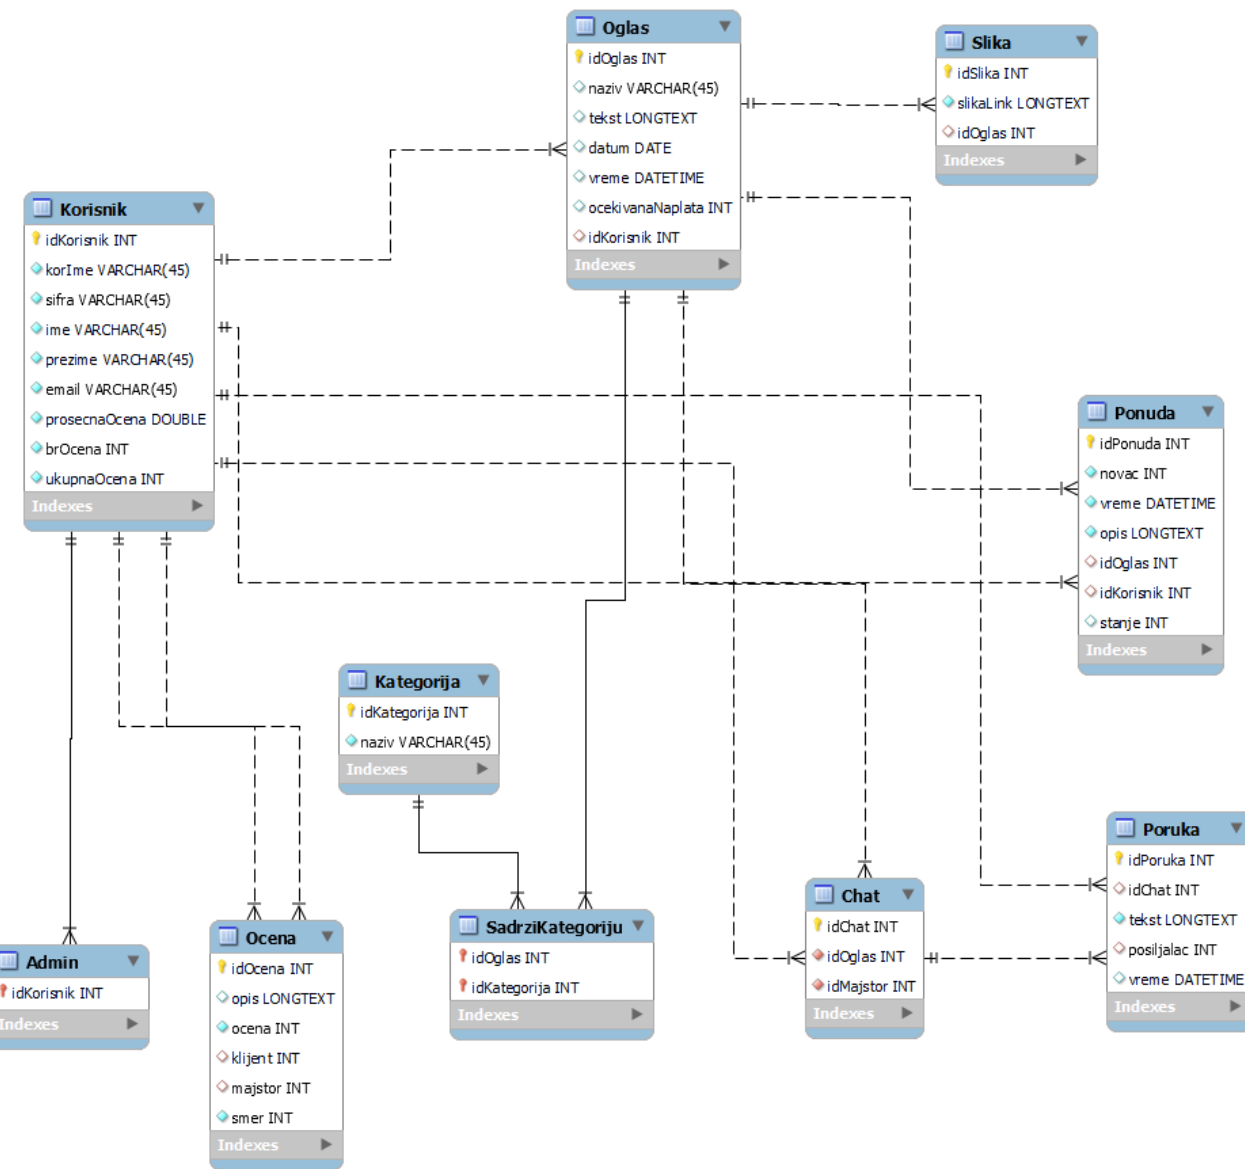 Oglas
idOglas INT
naziv VARCHAR(45)
tekst LONGTEXT
datum DATE
vreme DATETIME
ocekivanaNaplata INT
idKorisnik INT
Indexes
Slika
idSlika INT
slikaLink LONGTEXT
idOglas INT
Indexes
Korisnik
idKorisnik INT
korIme VARCHAR(45)
sifra VARCHAR(45)
ime VARCHAR(45)
prezime VARCHAR(45)
email VARCHAR(45)
prosecnaOcena DOUBLE
brOcena INT
ukupnaOcena INT
Indexes
Ponuda
idPonuda INT
novac INT
vreme DATETIME
opis LONGTEXT
idOglas INT
idKorisnik INT
stanje INT
Indexes
Kategorija
idKategorija INT
naziv VARCHAR(45)
Indexes
Poruka
idPoruka INT
idChat INT
tekst LONGTEXT
posiljalac INT
vreme DATETIME
Indexes
Chat
idChat INT
idOglas INT
idMajstor INT
Indexes
SadrziKategoriju
idOglas INT
idKategorija INT
Indexes
Ocena
idOcena INT
opis LONGTEXT
ocena INT
klijent INT
majstor INT
smer INT
Indexes
Admin
idKorisnik INT
Indexes